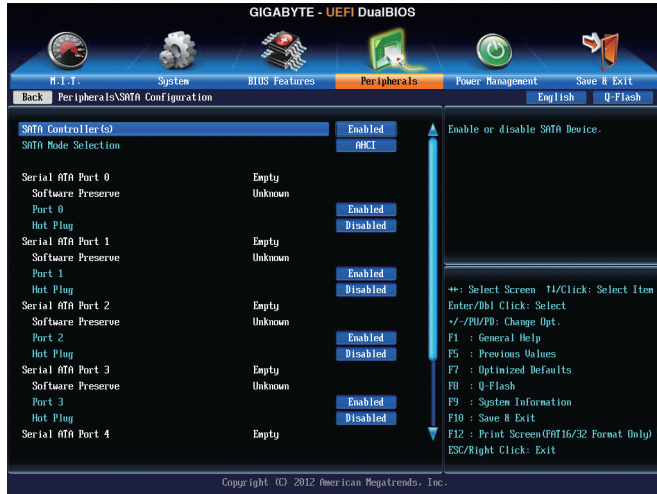 GIGABYTE - UEFI DualBIOS
M.I.T. System BIOS Features Peripherals Power Management Save & Exit
Back Peripherals\SATA Configuration English Q-Flash
SATA Controller(s) Enabled
SATA Mode Selection AHCI
Serial ATA Port 0 Empty
Software Preserve Unknown
Port 0 Enabled
Hot Plug Disabled
Serial ATA Port 1 Empty
Software Preserve Unknown
Port 1 Enabled
Hot Plug Disabled
Serial ATA Port 2 Empty
Software Preserve Unknown
Port 2 Enabled
Hot Plug Disabled
Serial ATA Port 3 Empty
Software Preserve Unknown
Port 3 Enabled
Hot Plug Disabled
Serial ATA Port 4 Empty
Enable or disable SATA Device.
↔: Select Screen ↑↓/Click: Select Item
Enter/Dbl Click: Select
+/-/PU/PD: Change Opt.
F1 : General Help
F5 : Previous Values
F7 : Optimized Defaults
F8 : Q-Flash
F9 : System Information
F10 : Save & Exit
F12 : Print Screen(FAT16/32 Format Only)
ESC/Right Click: Exit
Copyright (C) 2012 American Megatrends, Inc.